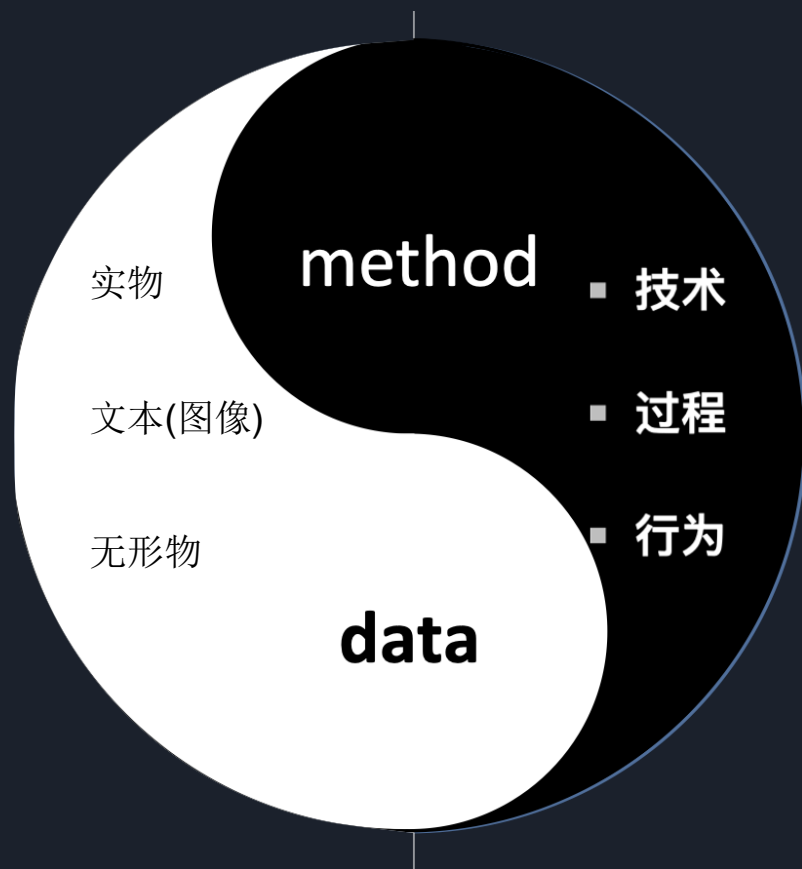 method
实物
▪ 技术
文本(图像)
▪ 过程
无形物
▪ 行为
data